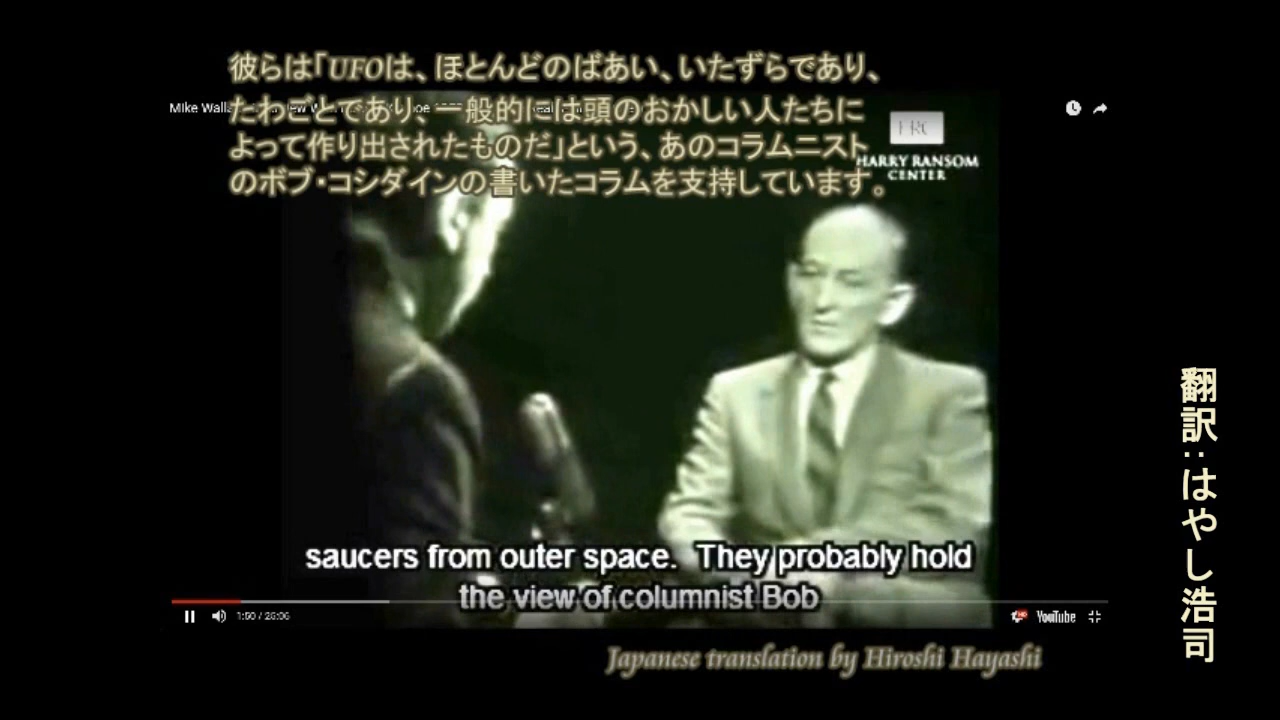 彼らは「UFOは、ほとんどのばあい、いたずらであり、
MIke Walla
たわごとであり、一般的には頭のおかしい人たちに
よって作り出されたものだ」という、あのコラムニスト
のボブ・コシダインの書いたコラムを支持しています。
HRC
HARRY RANSOM
CENTER
翻訳:はやし浩司
saucers from outer space. They probably hold
the view of columnist Bob
YouTube
Japanese translation by Hiroshi Hayashi